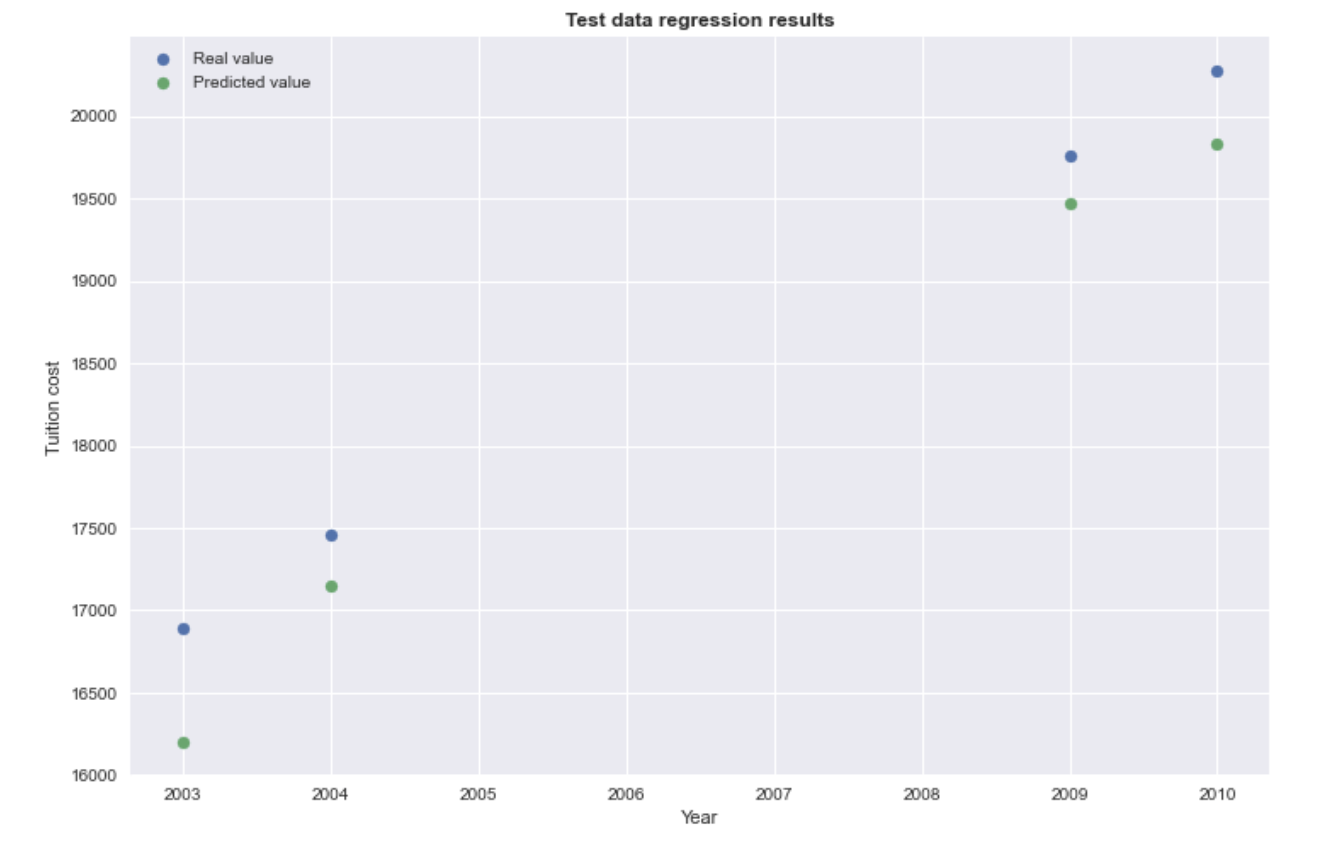 Test data regression results
Real value
Predicted value
20000
19500
19000
18500
18000
17500
17000
16500
16000
Tuition cost
2003 2004 2005 2006 2007 2008 2009 2010
Year